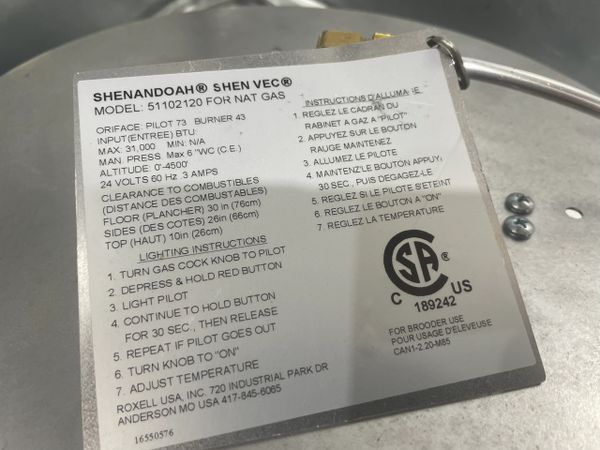 SHENANDOAH® SHEN VEC®
MODEL: 51102120 FOR NAT GAS
ORIFACE: PILOT 73 BURNER 43
INPUT(ENTREE) BTU:
MAX: 31,000 MIN: N/A
MAN. PRESS. Max 6 "WC (C.E.)
ALTITUDE: 0'-4500'
24 VOLTS 60 Hz .3 AMPS
CLEARANCE TO COMBUSTIBLES
(DISTANCE DES COMBUSTABLES)
FLOOR (PLANCHER) 30 in (76cm)
SIDES (DES COTES) 26in (66cm)
TOP (HAUT) 10in (26cm)
LIGHTING INSTRUCTIONS
1. TURN GAS COCK KNOB TO PILOT
2. DEPRESS & HOLD RED BUTTON
3. LIGHT PILOT
4. CONTINUE TO HOLD BUTTON
FOR 30 SEC., THEN RELEASE
5. REPEAT IF PILOT GOES OUT
6. TURN KNOB TO "ON"
7. ADJUST TEMPERATURE
ROXELL USA, INC. 720 INDUSTRIAL PARK DR
ANDERSON MO USA 417-845-6065
16550576
INSTRUCTIONS D'ALLUMA
1. REGLEZ LE CADRAN DU
RABINET A GAZ A "PILOT"
2. APPUYEZ SUR LE BOUTON
RAUGE MAINTENEZ
3. ALLUMEZ LE PILOTE
4. MAINTENZ'LE BOUTON APPUY,
30 SEC., PUIS DEGAGEZ-LE
5. REGLEZ SI LE PILOTE S'ETEINT
6. REGLEZ LE BOUTON A "ON"
7. REGLEZ LA TEMPERATURE
CSA®
C US
189242
FOR BROODER USE
POUR USAGE D'ELEVEUSE
CAN1-2.20-M85